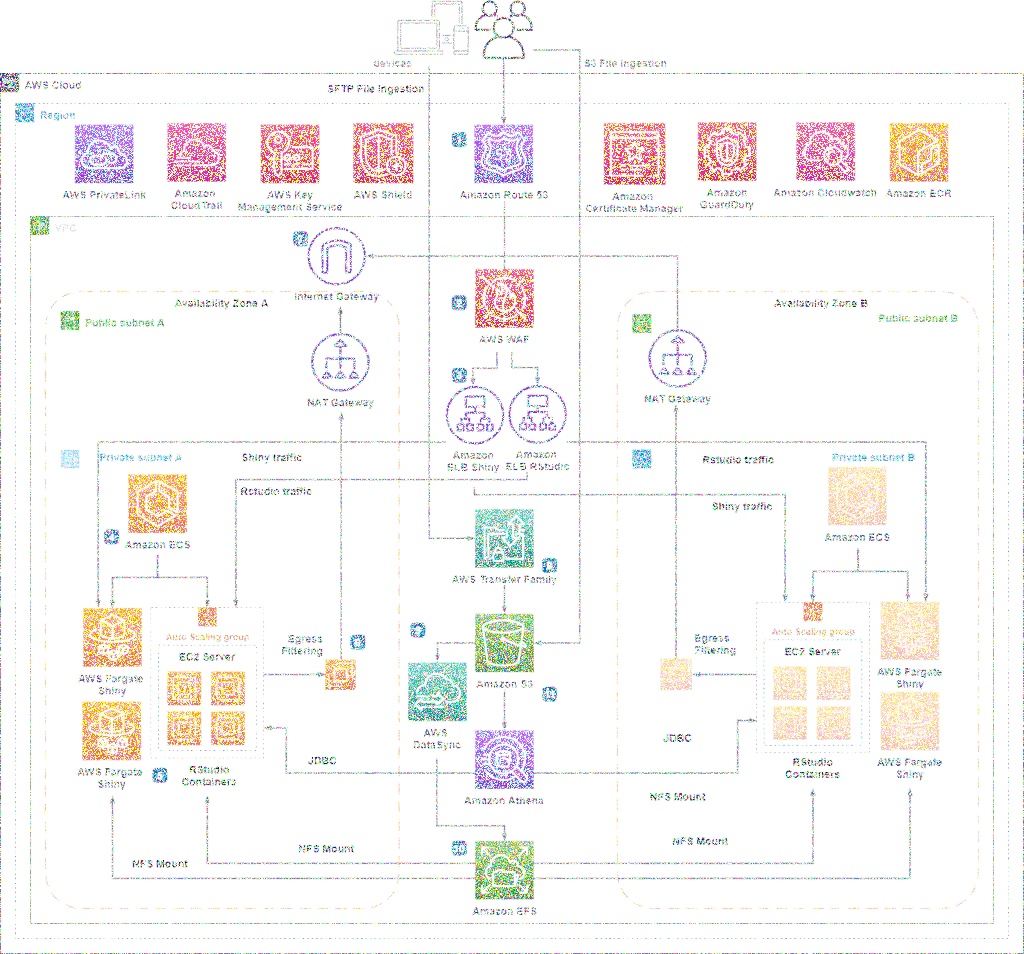 devices
S3 File Ingestion
AWS Cloud
SFTP File Ingestion
Region
AWS PrivateLink
Amazon
CloudTrail
AWS Key
Management Service
AWS Shield
Amazon Route 53
Amazon
Certificate Manager
Amazon
GuardDuty
Amazon Cloudwatch
Amazon ECR
VPC
Internet Gateway
Availability Zone A
Availability Zone B
Public subnet A
Public subnet B
AWS WAF
NAT Gateway
NAT Gateway
Amazon
ELB Shiny
Amazon
ELB RStudio
Private subnet A
Shiny traffic
Rstudio traffic
Private subnet B
Rstudio traffic
Shiny traffic
Amazon ECS
Amazon ECS
AWS Transfer Family
Auto Scaling group
EC2 Server
Egress
Filtering
Egress
Filtering
Auto Scaling group
EC2 Server
AWS Fargate
Shiny
Amazon S3
AWS Fargate
Shiny
AWS
DataSync
JDBC
JDBC
AWS Fargate
Shiny
RStudio
Containers
RStudio
Containers
AWS Fargate
Shiny
Amazon Athena
NFS Mount
NFS Mount
NFS Mount
NFS Mount
Amazon EFS